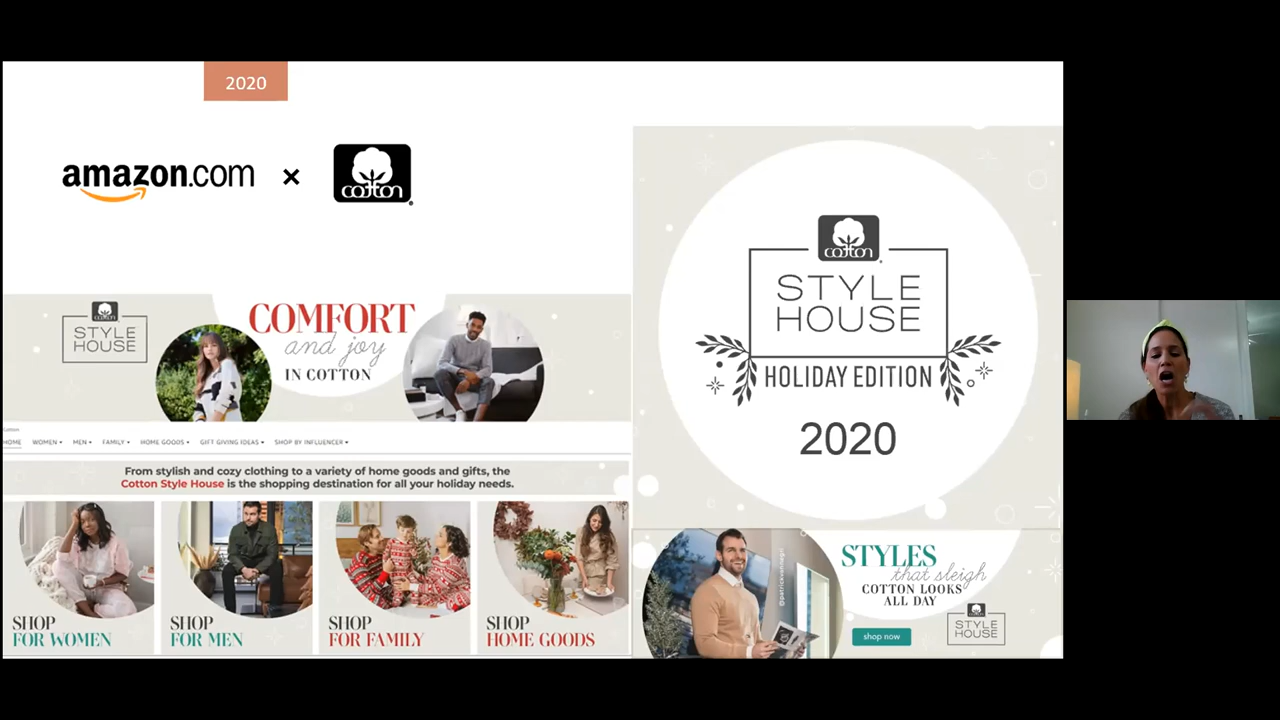 2020
amazon.com × cotton
cotton
STYLE
HOUSE
COMFORT
and joy
IN COTTON
HOME WOMEN MEN FAMILY HOME GOODS GIFT GIVING IDEAS SHOP BY INFLUENCER
From stylish and cozy clothing to a variety of home goods and gifts, the
Cotton Style House is the shopping destination for all your holiday needs.
SHOP
FOR WOMEN
SHOP
FOR MEN
SHOP
FOR FAMILY
SHOP
HOME GOODS
cotton
STYLE
HOUSE
HOLIDAY EDITION
2020
STYLES
that sleigh
COTTON LOOKS
ALL DAY
shop now
STYLE
HOUSE